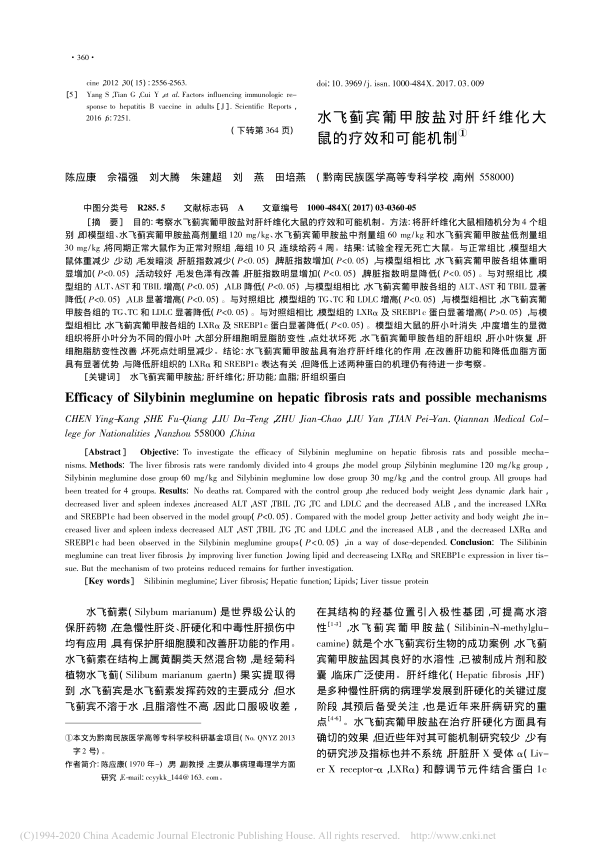 ·360·
cine ,2012 ,30(15) : 2556-2563.
[5] Yang S ,Tian G ,Cui Y ,et al. Factors influencing immunologic re-
sponse to hepatitis B vaccine in adults[J]. Scientific Reports ,
2016 ,6: 7251.
(下转第 364 页)
doi: 10. 3969 /j. issn. 1000-484X. 2017. 03. 009
水飞蓟宾葡甲胺盐对肝纤维化大
鼠的疗效和可能机制①
陈应康 佘福强 刘大腾 朱建超 刘 燕 田培燕 (黔南民族医学高等专科学校 ,南州 558000)
中图分类号 R285. 5 文献标志码 A 文章编号 1000-484X(2017) 03-0360-05
[摘 要] 目的: 考察水飞蓟宾葡甲胺盐对肝纤维化大鼠的疗效和可能机制。方法: 将肝纤维化大鼠相随机分为 4 个组
别 ,即模型组、水飞蓟宾葡甲胺盐高剂量组 120 mg/kg、水飞蓟宾葡甲胺盐中剂量组 60 mg/kg 和水飞蓟宾葡甲胺盐低剂量组
30 mg/kg ,将同期正常大鼠作为正常对照组 ,每组 10 只 ,连续给药 4 周。结果: 试验全程无死亡大鼠。与正常组比 ,模型组大
鼠体重减少 ,少动 ,毛发暗淡 ,肝脏指数减少( P<0. 05) ,脾脏指数增加( P<0. 05) ,与模型组相比 ,水飞蓟宾葡甲胺盐各组体重明
显增加( P<0. 05) ,活动较好 ,毛发色泽有改善 ,肝脏指数明显增加( P<0. 05) ,脾脏指数明显降低( P<0. 05) 。与对照组比 ,模
型组的 ALT、AST 和 TBIL 增高( P<0. 05) ,ALB 降低( P<0. 05) ,与模型组相比 ,水飞蓟宾葡甲胺各组的 ALT、AST 和 TBIL 显著
降低( P<0. 05) ,ALB 显著增高( P<0. 05) 。与对照组比 ,模型组的 TG、TC 和 LDLC 增高( P<0. 05) ,与模型组相比 ,水飞蓟宾葡
甲胺各组的 TG、TC 和 LDLC 显著降低( P<0. 05) 。与对照组相比 ,模型组的 LXRα 及 SREBP1c 蛋白显著增高( P>0. 05) ,与模
型组相比 ,水飞蓟宾葡甲胺各组的 LXRα 及 SREBP1c 蛋白显著降低( P<0. 05) 。模型组大鼠的肝小叶消失 ,中度增生的显微
组织将肝小叶分为不同的假小叶 ,大部分肝细胞明显脂肪变性 ,点灶状坏死 ,水飞蓟宾葡甲胺各组的肝组织 ,肝小叶恢复 ,肝
细胞脂肪变性改善 ,坏死点灶明显减少。结论: 水飞蓟宾葡甲胺盐具有治疗肝纤维化的作用 ,在改善肝功能和降低血脂方面
具有显著优势 ,与降低肝组织的 LXRα 和 SREBP1c 表达有关 ,但降低上述两种蛋白的机理仍有待进一步考察。
[关键词] 水飞蓟宾葡甲胺盐; 肝纤维化; 肝功能; 血脂; 肝组织蛋白
Efficacy of Silybinin meglumine on hepatic fibrosis rats and possible mechanisms
CHEN Ying-Kang ,SHE Fu-Qiang ,LIU Da-Teng ,ZHU Jian-Chao ,LIU Yan ,TIAN Pei-Yan. Qiannan Medical Col-
lege for Nationalities ,Nanzhou 558000 ,China
[Abstract] Objective: To investigate the efficacy of Silybinin meglumine on hepatic fibrosis rats and possible mecha-
nisms. Methods: The liver fibrosis rats were randomly divided into 4 groups ,the model group ,Silybinin meglumine 120 mg/kg group ,
Silybinin meglumine dose group 60 mg/kg and Silybinin meglumine low dose group 30 mg/kg ,and the control group. All groups had
been treated for 4 groups. Results: No deaths rat. Compared with the control group ,the reduced body weight ,less dynamic ,dark hair ,
decreased liver and spleen indexes ,increased ALT ,AST ,TBIL ,TG ,TC and LDLC ,and the decreased ALB , and the increased LXRα
and SREBP1c had been observed in the model group( P<0. 05) . Compared with the model group ,better activity and body weight ,the in-
creased liver and spleen indexs decreased ALT ,AST ,TBIL ,TG ,TC and LDLC ,and the increased ALB , and the decreased LXRα and
SREBP1c had been observed in the Silybinin meglumine groups( P<0. 05) ,in a way of dose-depended. Conclusion: The Silibinin
meglumine can treat liver fibrosis ,by improving liver function ,lowing lipid and decreaseing LXRα and SREBP1c expression in liver tis-
sue. But the mechanism of two proteins reduced remains for further investigation.
[Key words] Silibinin meglumine; Liver fibrosis; Hepatic function; Lipids; Liver tissue protein
水飞蓟素( Silybum marianum) 是世界级公认的
保肝药物 ,在急慢性肝炎、肝硬化和中毒性肝损伤中
均有应用 ,具有保护肝细胞膜和改善肝功能的作用。
水飞蓟素在结构上属黄酮类天然混合物 ,是经菊科
植物水飞蓟( Silibum marianum gaertn) 果实提取得
到 ,水飞蓟宾是水飞蓟素发挥药效的主要成分 ,但水
飞蓟宾不溶于水 ,且脂溶性不高 ,因此口服吸收差 ,
①本文为黔南民族医学高等专科学校科研基金项目( No. QNYZ 2013
字 2 号) 。
作者简介: 陈应康( 1970 年-) ,男 ,副教授 ,主要从事病理毒理学方面
研究 ,E-mail: ccyykk_144@ 163. com。
在其结构的羟基位置引入极性基团 ,可提高水溶
性[1-3] ,水飞蓟宾葡甲胺盐( Silibinin-N-methylglu-
camine) 就是个水飞蓟宾衍生物的成功案例 ,水飞蓟
宾葡甲胺盐因其良好的水溶性 ,已被制成片剂和胶
囊 ,临床广泛使用。肝纤维化( Hepatic fibrosis ,HF)
是多种慢性肝病的病理学发展到肝硬化的关键过度
阶段 ,其预后备受关注 ,也是近年来肝病研究的重
点[4-6] 。水飞蓟宾葡甲胺盐在治疗肝硬化方面具有
确切的效果 ,但近些年对其可能机制研究较少 ,少有
的研究涉及指标也并不系统 ,肝脏肝 X 受体 α( Liv-
er X receptor-α ,LXRα) 和醇调节元件结合蛋白 1c
(C)1994-2020 China Academic Journal Electronic Publishing House. All rights reserved. http://www.cnki.net